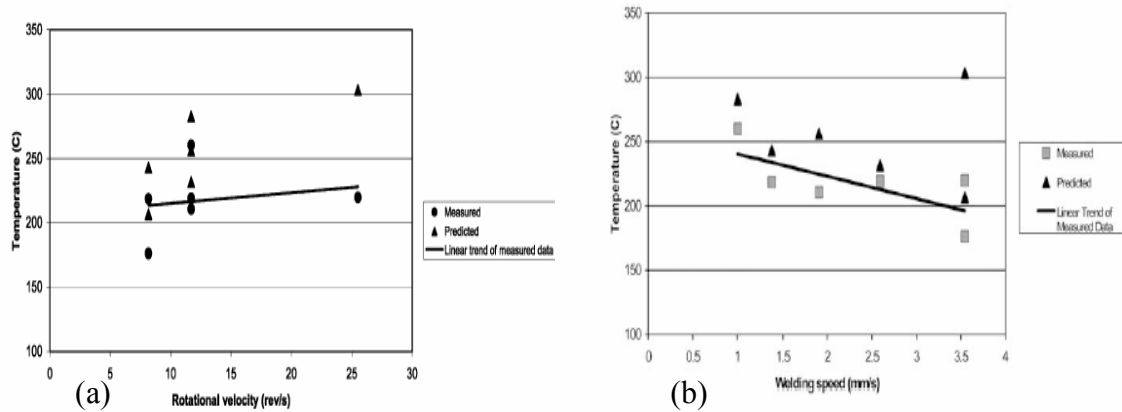 350
300
250
200
150
100
Temperature (C)
0 5 10 15 20 25 30
Rotational velocity (rev/s)
Measured
Predicted
Linear trend of measured data
(a)
350
300
250
200
250
100
Temperature (C)
0 0.5 1 1.5 2 2.5 3 3.5 4
Welding speed (mm/s)
Measured
Predicted
Linear Trend of
Measured Data
(b)